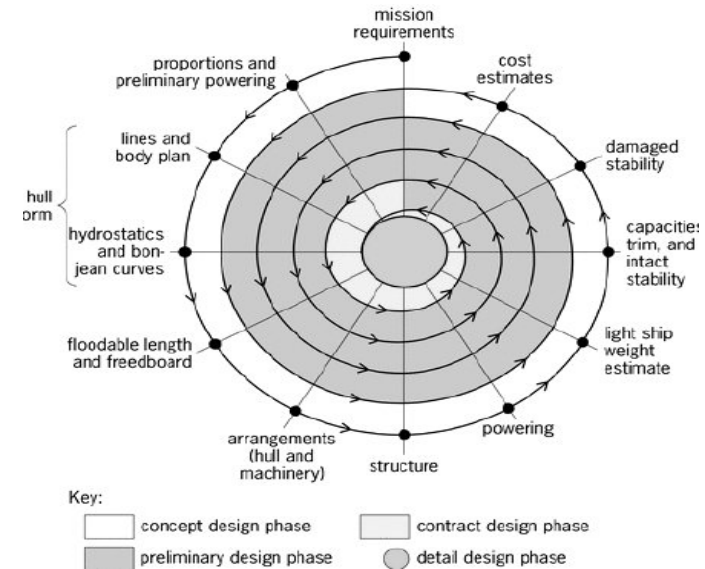 mission
requirements
proportions and
preliminary powering
cost
estimates
lines and
body plan
damaged
stability
hull
orm
hydrostatics
and bon-
jean curves
capacities
trim, and
intact
stability
floodable length
and freedboard
light ship
weight
estimate
arrangements
(hull and
machinery)
structure
powering
Key:
concept design phase
contract design phase
preliminary design phase
detail design phase